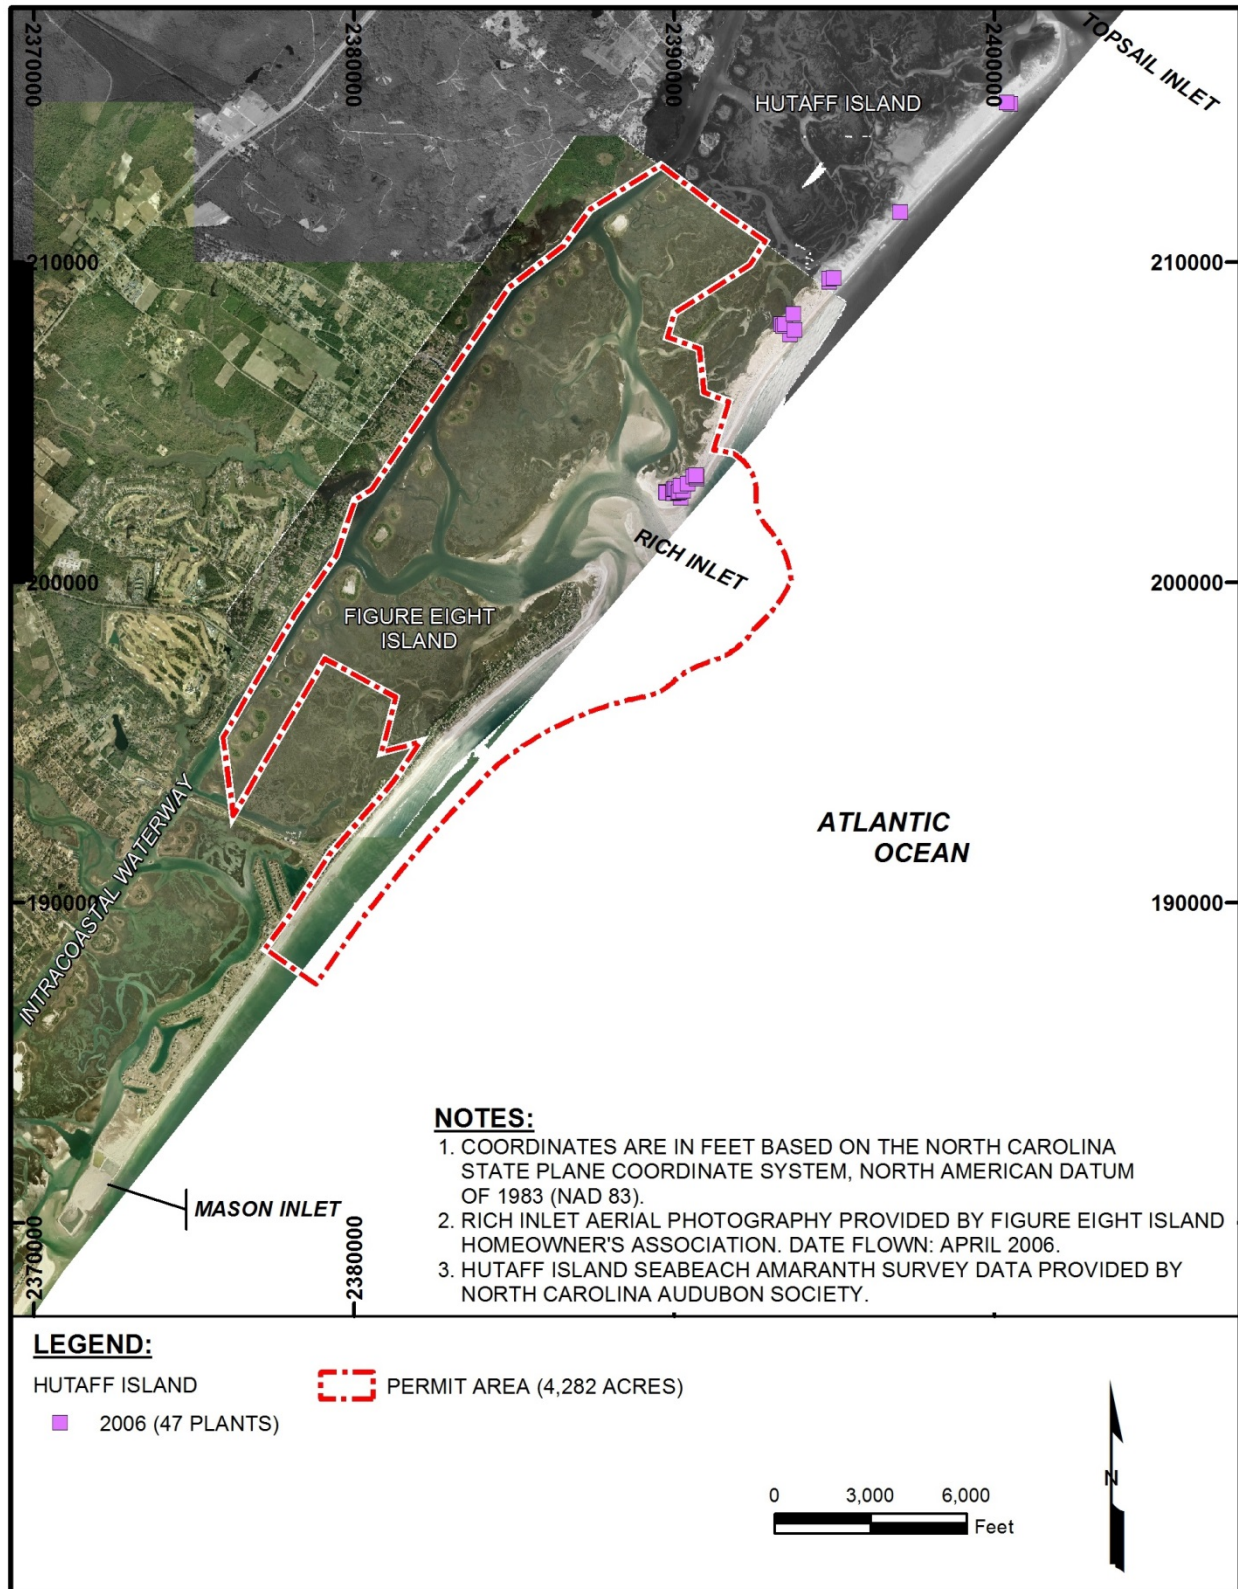 2370000
2380000
2390000
2400000
TOPSAIL INLET
HUTAFF ISLAND
210000
210000
RICH INLET
200000
200000
FIGURE EIGHT
ISLAND
INTRACOASTAL WATERWAY
ATLANTIC
OCEAN
190000
190000
MASON INLET
NOTES:
1. COORDINATES ARE IN FEET BASED ON THE NORTH CAROLINA
STATE PLANE COORDINATE SYSTEM, NORTH AMERICAN DATUM
OF 1983 (NAD 83).
2. RICH INLET AERIAL PHOTOGRAPHY PROVIDED BY FIGURE EIGHT ISLAND
HOMEOWNER'S ASSOCIATION. DATE FLOWN: APRIL 2006.
3. HUTAFF ISLAND SEABEACH AMARANTH SURVEY DATA PROVIDED BY
NORTH CAROLINA AUDUBON SOCIETY.
2370000
2380000
LEGEND:
HUTAFF ISLAND
PERMIT AREA (4,282 ACRES)
2006 (47 PLANTS)
N
0 3,000 6,000
Feet